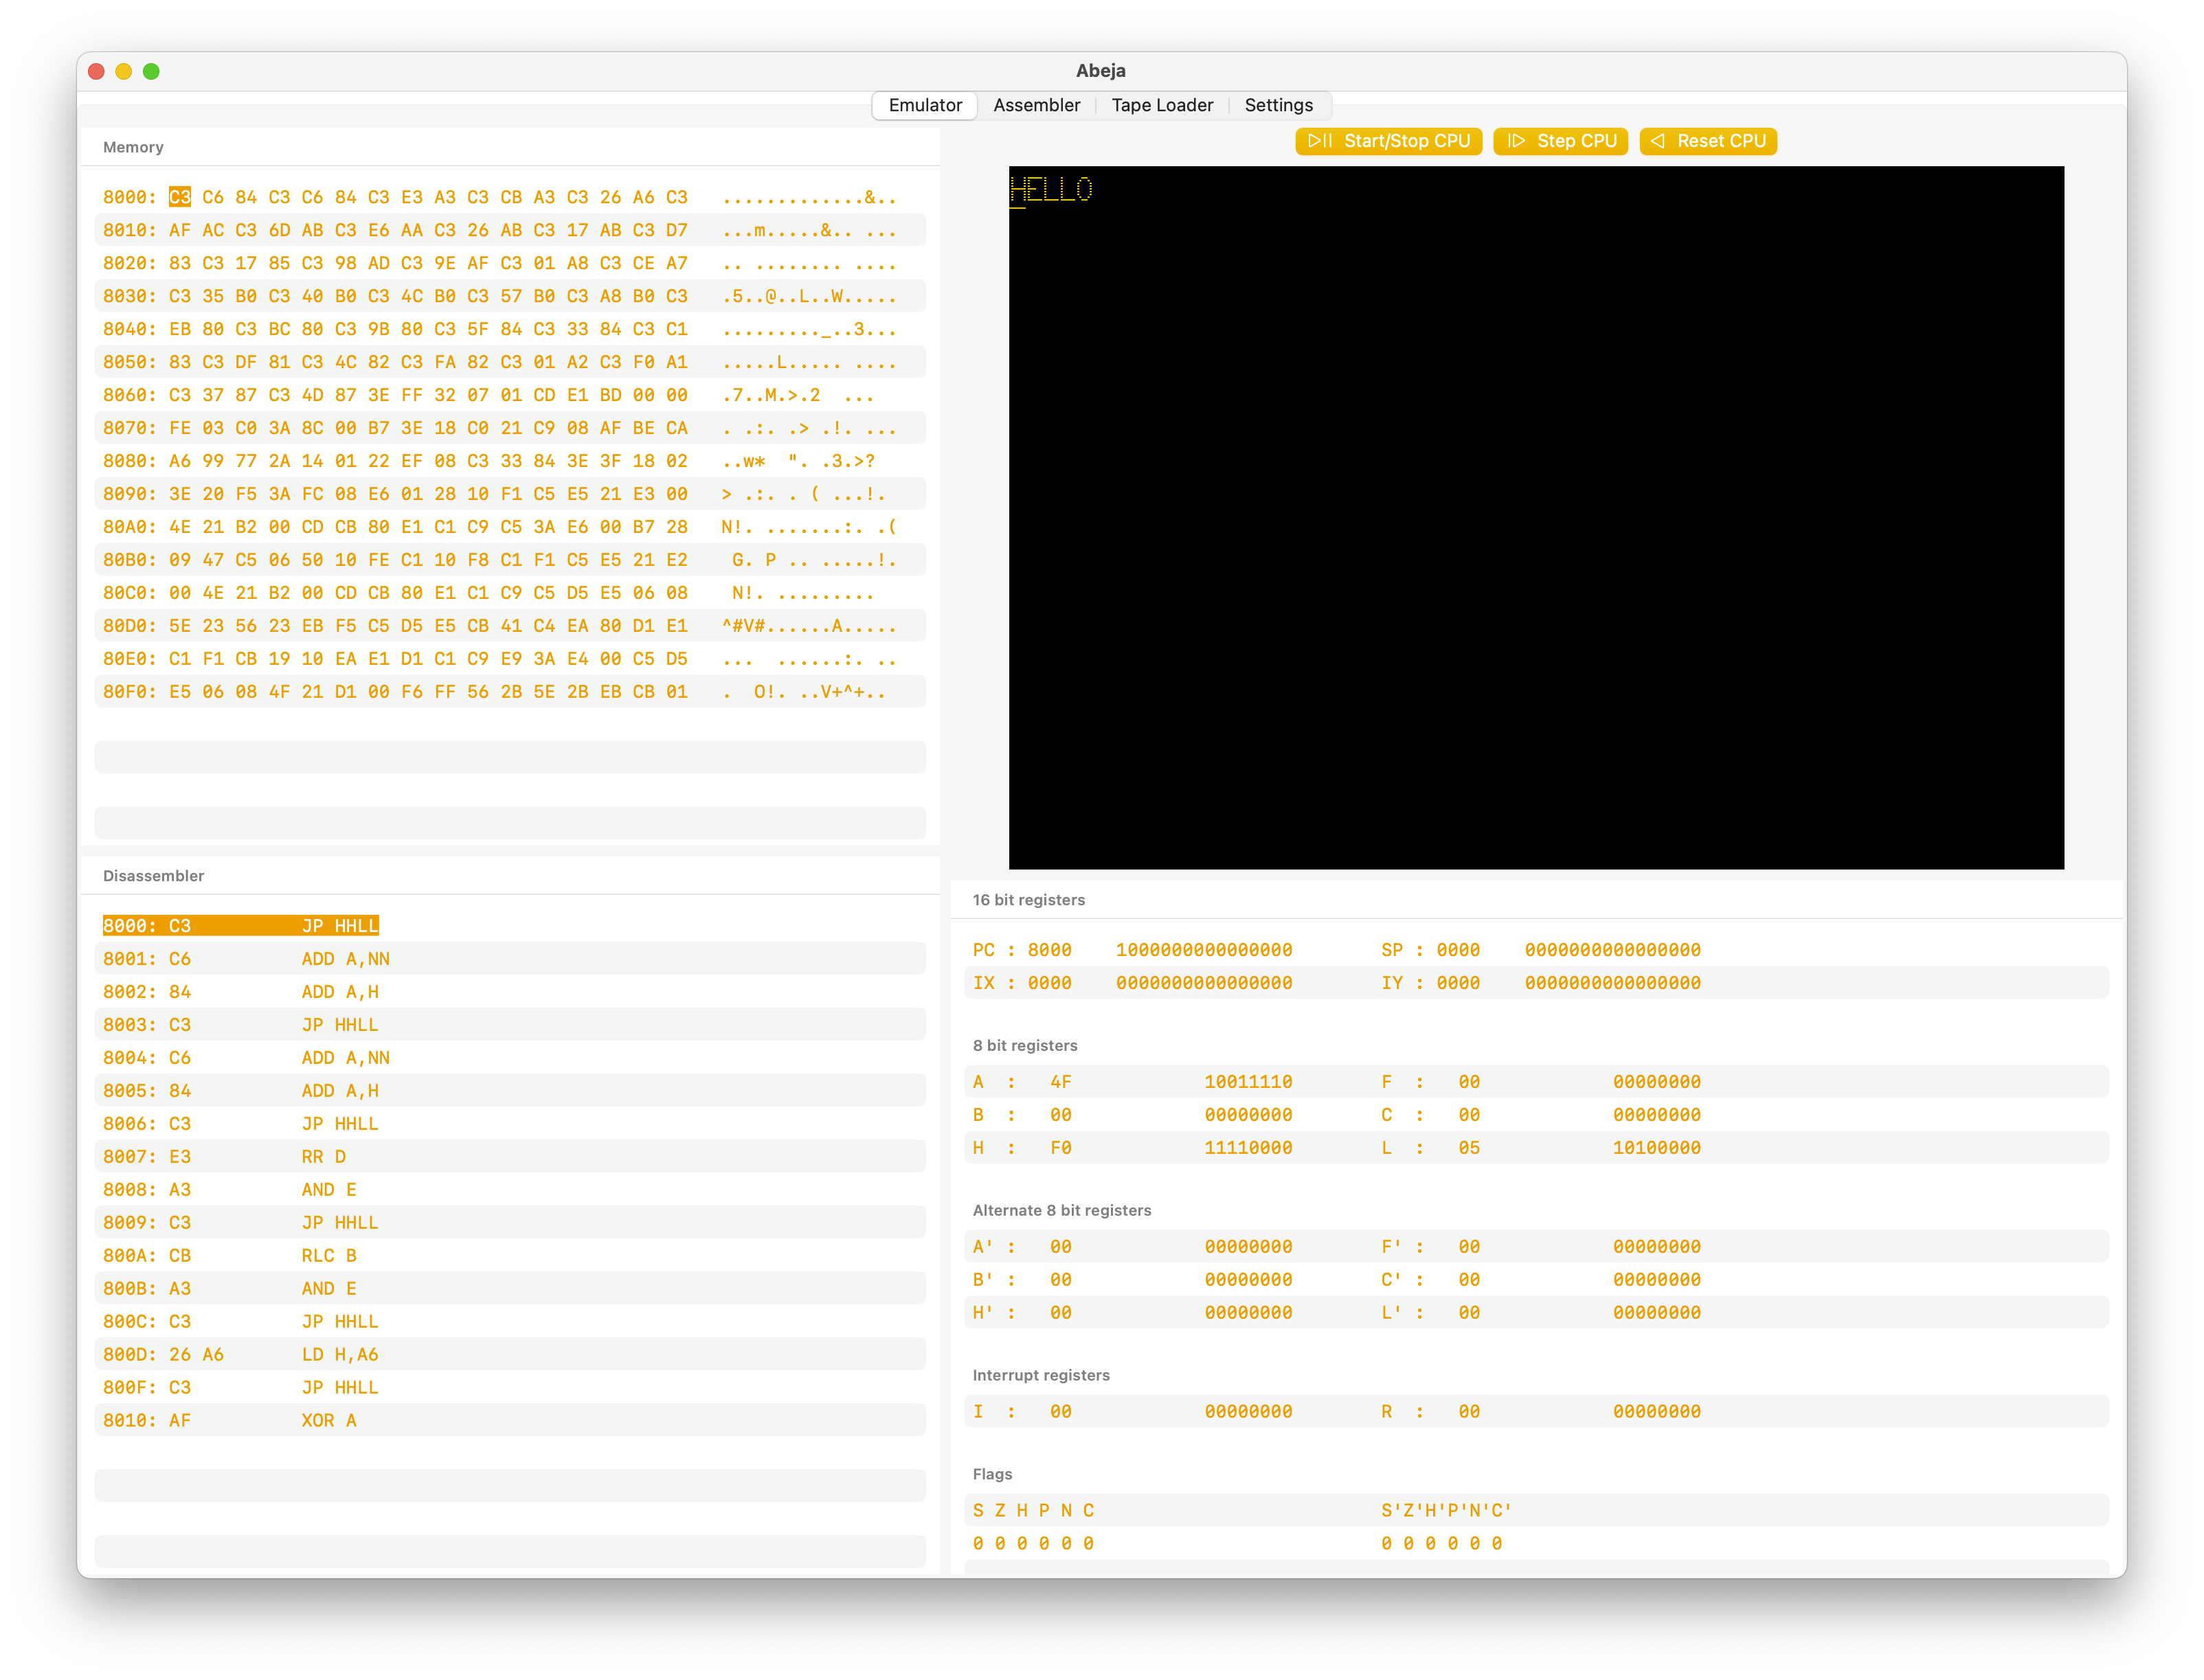 Abeja
Emulator Assembler Tape Loader Settings
Memory
8000: C3 C6 84 C3 C6 84 C3 E3 A3 C3 CB A3 C3 26 A6 C3 .............&..
8010: AF AC C3 6D AB C3 E6 AA C3 26 AB C3 17 AB C3 D7 ...m.....&.. ...
8020: 83 C3 17 85 C3 98 AD C3 9E AF C3 01 A8 C3 CE A7 .. ........ ....
8030: C3 35 B0 C3 40 B0 C3 4C B0 C3 57 B0 C3 A8 B0 C3 .5..@..L..W.....
8040: EB 80 C3 BC 80 C3 9B 80 C3 5F 84 C3 33 84 C3 C1 ........._..3...
8050: 83 C3 DF 81 C3 4C 82 C3 FA 82 C3 01 A2 C3 F0 A1 .....L..... ....
8060: C3 37 87 C3 4D 87 3E FF 32 07 01 CD E1 BD 00 00 .7..M.>.2  ...
8070: FE 03 C0 3A 8C 00 B7 3E 18 C0 21 C9 08 AF BE CA . .:. .> .!. ...
8080: A6 99 77 2A 14 01 22 EF 08 C3 33 84 3E 3F 18 02 ..w*  ". .3.>?
8090: 3E 20 F5 3A FC 08 E6 01 28 10 F1 C5 E5 21 E3 00 > .:. . ( ...!.
80A0: 4E 21 B2 00 CD CB 80 E1 C1 C9 C5 3A E6 00 B7 28 N!. .......:. .(
80B0: 09 47 C5 06 50 10 FE C1 10 F8 C1 F1 C5 E5 21 E2 G. P .. .....!.
80C0: 00 4E 21 B2 00 CD CB 80 E1 C1 C9 C5 D5 E5 06 08 N!. .........
80D0: 5E 23 56 23 EB F5 C5 D5 E5 CB 41 C4 EA 80 D1 E1 ^#V#......A.....
80E0: C1 F1 CB 19 10 EA E1 D1 C1 C9 E9 3A E4 00 C5 D5 ...  ......:. ..
80F0: E5 06 08 4F 21 D1 00 F6 FF 56 2B 5E 2B EB CB 01 .  O!. ..V+^+..
Disassembler
8000: C3 JP HHLL
8001: C6 ADD A,NN
8002: 84 ADD A,H
8003: C3 JP HHLL
8004: C6 ADD A,NN
8005: 84 ADD A,H
8006: C3 JP HHLL
8007: E3 RR D
8008: A3 AND E
8009: C3 JP HHLL
800A: CB RLC B
800B: A3 AND E
800C: C3 JP HHLL
800D: 26 A6 LD H,A6
800F: C3 JP HHLL
8010: AF XOR A
Start/Stop CPU Step CPU Reset CPU
HELLO
16 bit registers
PC : 8000 1000000000000000 SP : 0000 0000000000000000
IX : 0000 0000000000000000 IY : 0000 0000000000000000
8 bit registers
A : 4F 10011110 F : 00 00000000
B : 00 00000000 C : 00 00000000
H : F0 11110000 L : 05 10100000
Alternate 8 bit registers
A' : 00 00000000 F' : 00 00000000
B' : 00 00000000 C' : 00 00000000
H' : 00 00000000 L' : 00 00000000
Interrupt registers
I : 00 00000000 R : 00 00000000
Flags
S Z H P N C S'Z'H'P'N'C'
0 0 0 0 0 0 0 0 0 0 0 0